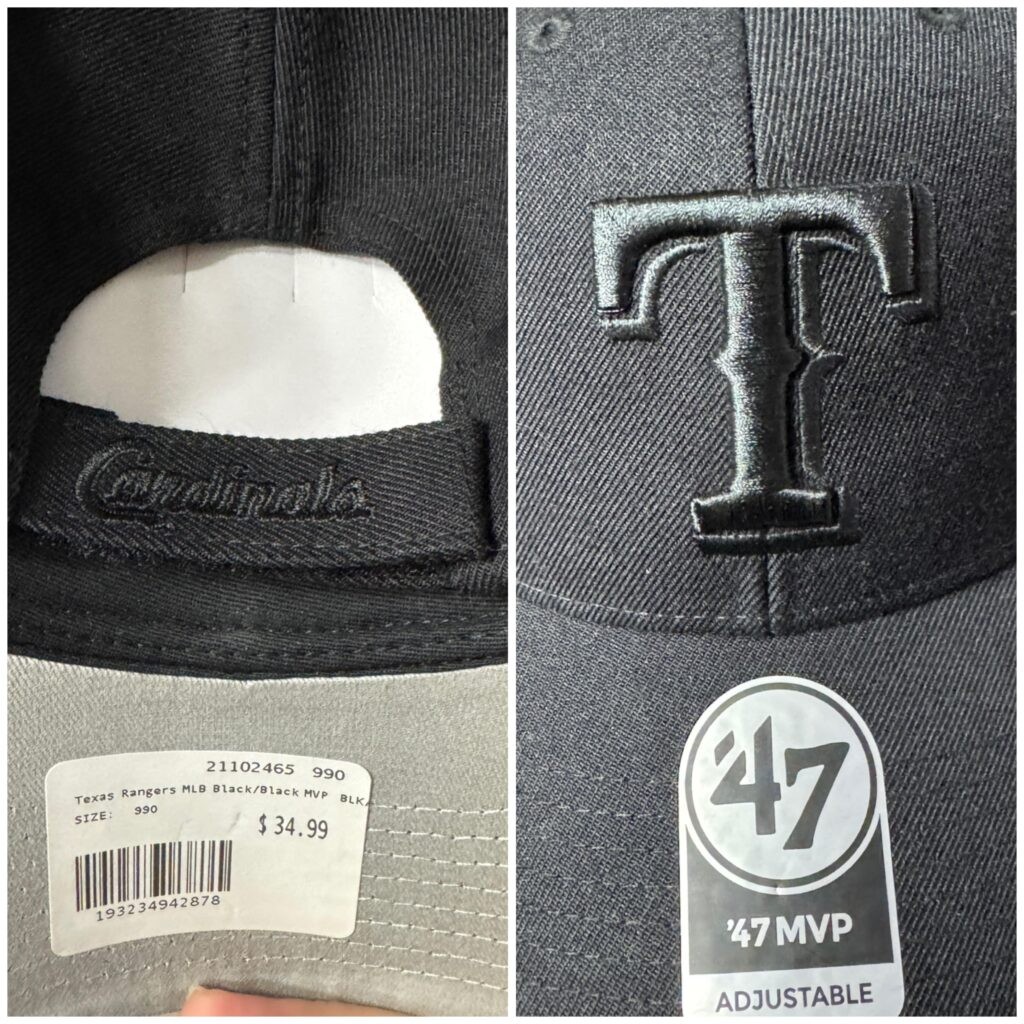 Cardinals
21102465 990
Texas Rangers MLB Black/Black MVP BLK/
SIZE: 990
$34.99
193234942878
T
'47
'47 MVP
ADJUSTABLE